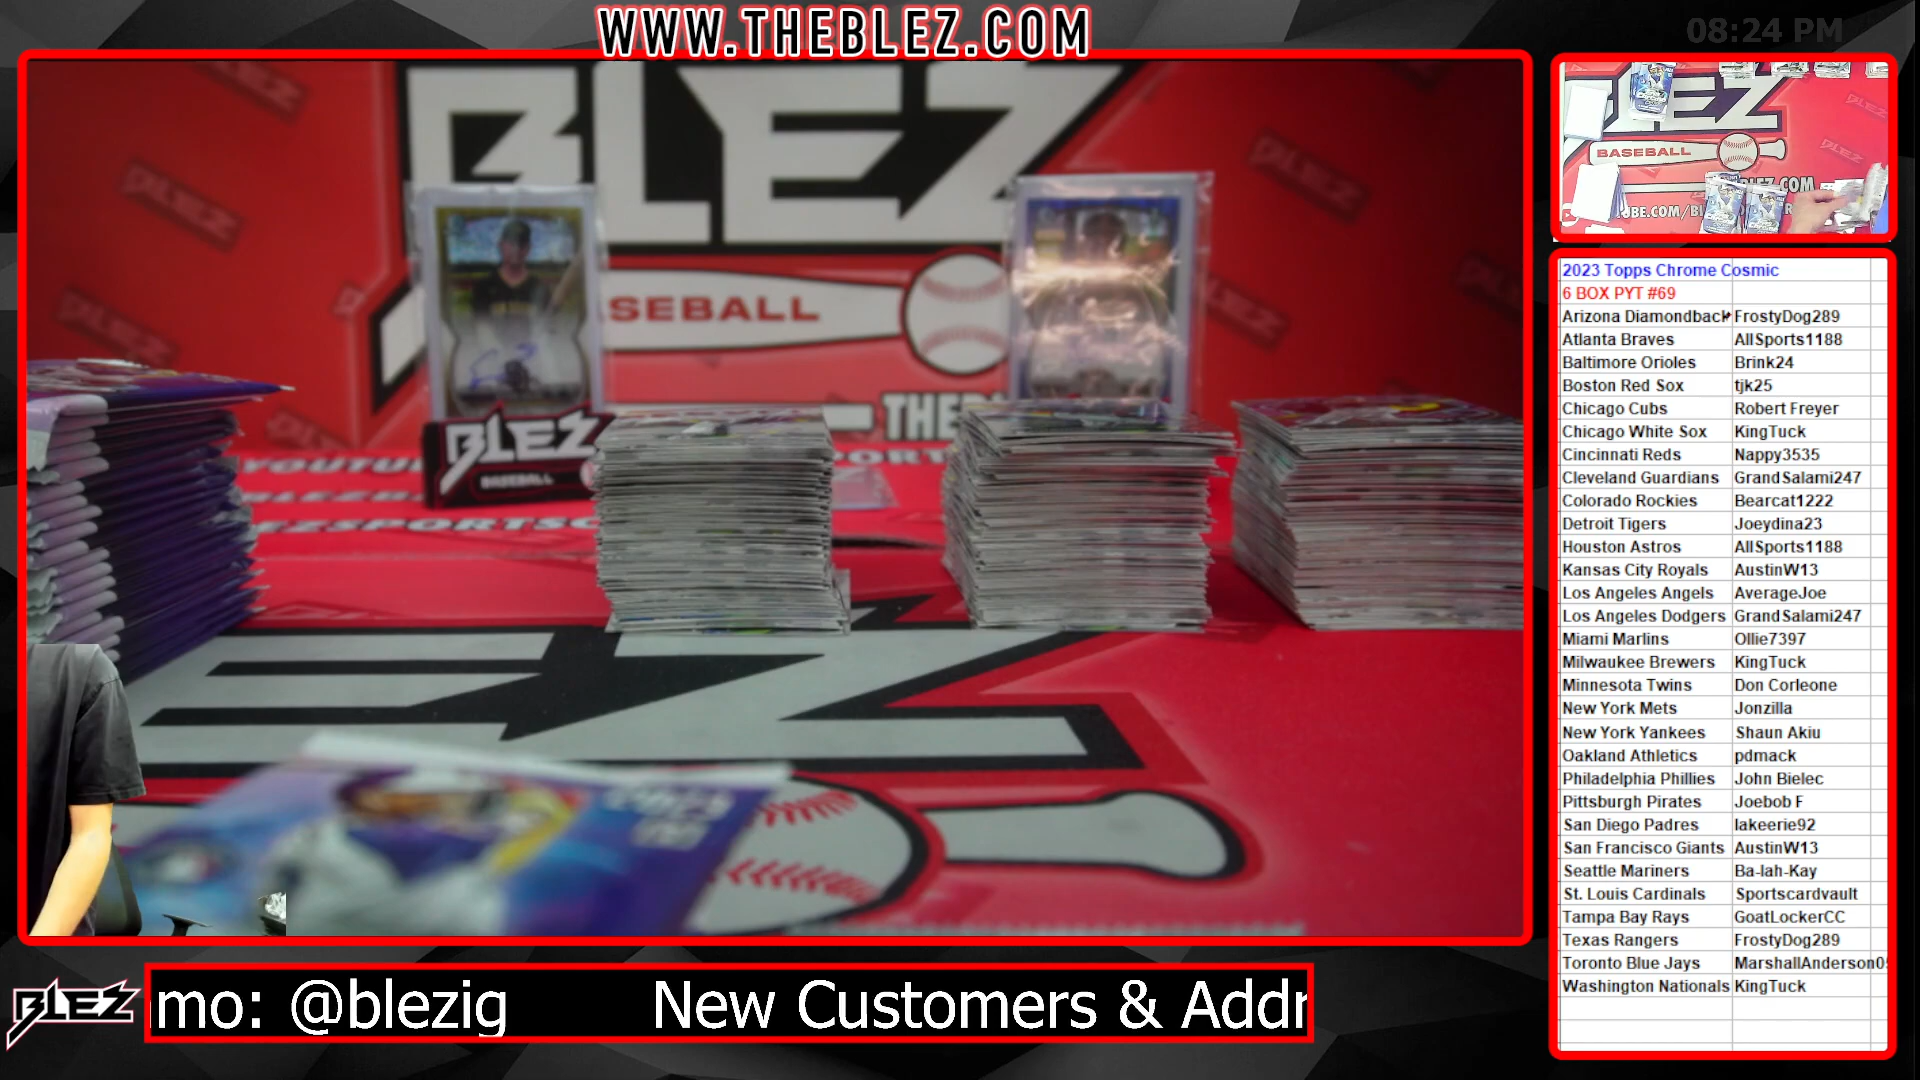 WWW.THEBLEZ.COM
08:24 PM
BLEZ
BLEZ
BASEBALL
2023 Topps Chrome Cosmic
6 BOX PYT #69
Arizona Diamondback FrostyDog289
Atlanta Braves AllSports1188
Baltimore Orioles Brink24
Boston Red Sox tjk25
Chicago Cubs Robert Freyer
Chicago White Sox KingTuck
Cincinnati Reds Nappy3535
Cleveland Guardians GrandSalami247
Colorado Rockies Bearcat1222
Detroit Tigers Joeydina23
Houston Astros AllSports1188
Kansas City Royals AustinW13
Los Angeles Angels AverageJoe
Los Angeles Dodgers GrandSalami247
Miami Marlins Ollie7397
Milwaukee Brewers KingTuck
Minnesota Twins Don Corleone
New York Mets Jonzilla
New York Yankees Shaun Akiu
Oakland Athletics pdmack
Philadelphia Phillies John Bielec
Pittsburgh Pirates Joebob F
San Diego Padres lakeerie92
San Francisco Giants AustinW13
Seattle Mariners Ba-lah-Kay
St. Louis Cardinals Sportscardvault
Tampa Bay Rays GoatLockerCC
Texas Rangers FrostyDog289
Toronto Blue Jays MarshallAnderson0
Washington Nationals KingTuck
SEBALL
THE
BLEZ
BASEBALL
BLEZ
mo: @blezig New Customers & Addr